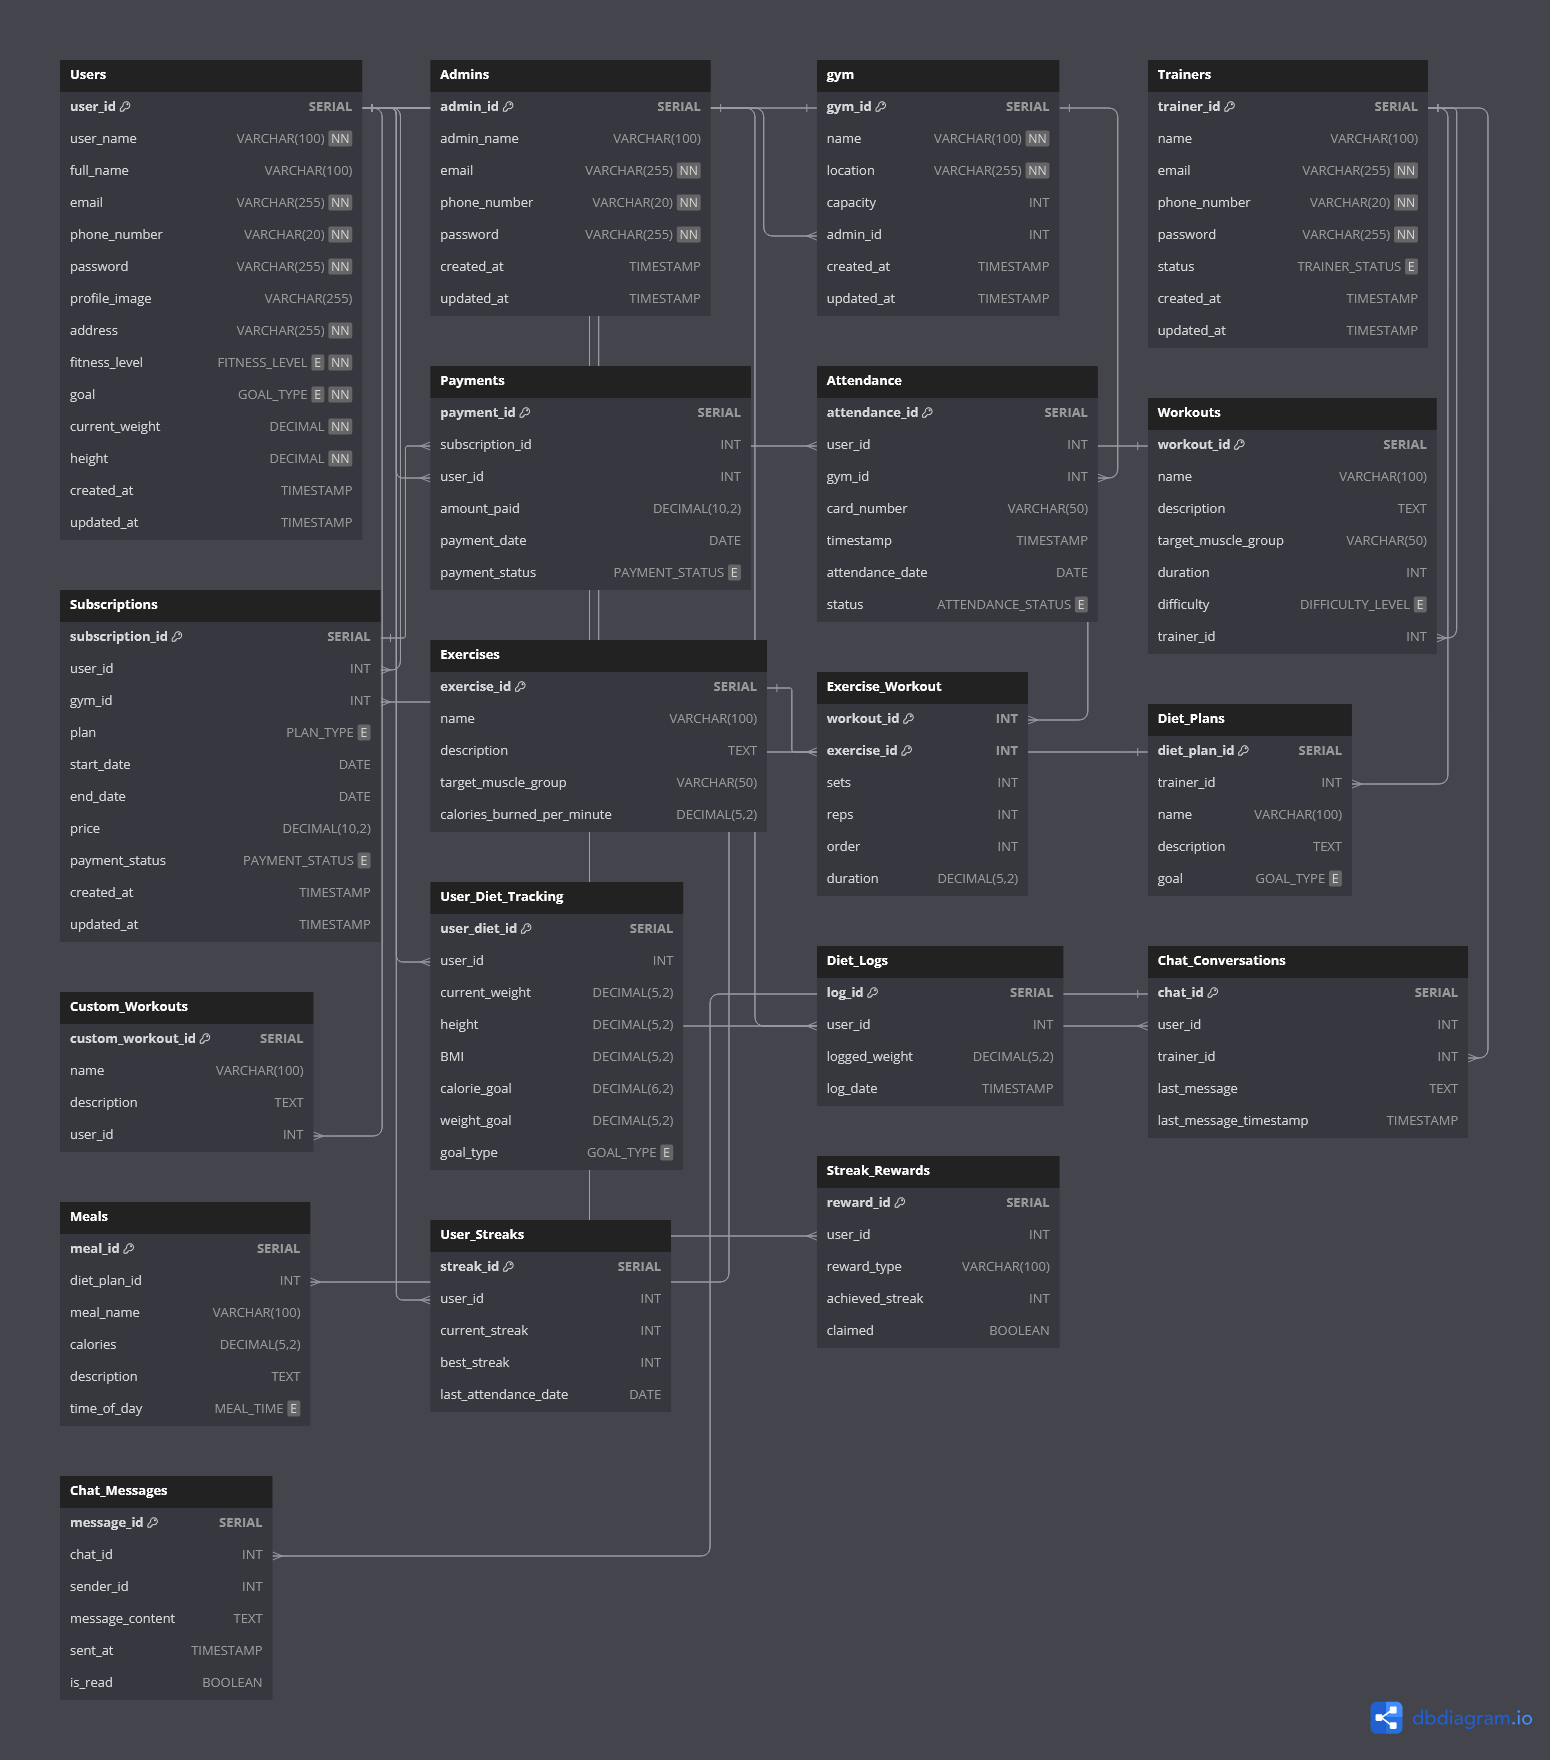 Users
user_id SERIAL
user_name VARCHAR(100) NN
full_name VARCHAR(100)
email VARCHAR(255) NN
phone_number VARCHAR(20) NN
password VARCHAR(255) NN
profile_image VARCHAR(255)
address VARCHAR(255) NN
fitness_level FITNESS_LEVEL E NN
goal GOAL_TYPE E NN
current_weight DECIMAL NN
height DECIMAL NN
created_at TIMESTAMP
updated_at TIMESTAMP
Admins
admin_id SERIAL
admin_name VARCHAR(100)
email VARCHAR(255) NN
phone_number VARCHAR(20) NN
password VARCHAR(255) NN
created_at TIMESTAMP
updated_at TIMESTAMP
gym
gym_id SERIAL
name VARCHAR(100) NN
location VARCHAR(255) NN
capacity INT
admin_id INT
created_at TIMESTAMP
updated_at TIMESTAMP
Trainers
trainer_id SERIAL
name VARCHAR(100)
email VARCHAR(255) NN
phone_number VARCHAR(20) NN
password VARCHAR(255) NN
status TRAINER_STATUS E
created_at TIMESTAMP
updated_at TIMESTAMP
Payments
payment_id SERIAL
subscription_id INT
user_id INT
amount_paid DECIMAL(10,2)
payment_date DATE
payment_status PAYMENT_STATUS E
Attendance
attendance_id SERIAL
user_id INT
gym_id INT
card_number VARCHAR(50)
timestamp TIMESTAMP
attendance_date DATE
status ATTENDANCE_STATUS E
Workouts
workout_id SERIAL
name VARCHAR(100)
description TEXT
target_muscle_group VARCHAR(50)
duration INT
difficulty DIFFICULTY_LEVEL E
trainer_id INT
Subscriptions
subscription_id SERIAL
user_id INT
gym_id INT
plan PLAN_TYPE E
start_date DATE
end_date DATE
price DECIMAL(10,2)
payment_status PAYMENT_STATUS E
created_at TIMESTAMP
updated_at TIMESTAMP
Exercises
exercise_id SERIAL
name VARCHAR(100)
description TEXT
target_muscle_group VARCHAR(50)
calories_burned_per_minute DECIMAL(5,2)
Exercise_Workout
workout_id INT
exercise_id INT
sets INT
reps INT
order INT
duration DECIMAL(5,2)
Diet_Plans
diet_plan_id SERIAL
trainer_id INT
name VARCHAR(100)
description TEXT
goal GOAL_TYPE E
User_Diet_Tracking
user_diet_id SERIAL
user_id INT
current_weight DECIMAL(5,2)
height DECIMAL(5,2)
BMI DECIMAL(5,2)
calorie_goal DECIMAL(6,2)
weight_goal DECIMAL(5,2)
goal_type GOAL_TYPE E
Diet_Logs
log_id SERIAL
user_id INT
logged_weight DECIMAL(5,2)
log_date TIMESTAMP
Chat_Conversations
chat_id SERIAL
user_id INT
trainer_id INT
last_message TEXT
last_message_timestamp TIMESTAMP
Custom_Workouts
custom_workout_id SERIAL
name VARCHAR(100)
description TEXT
user_id INT
Streak_Rewards
reward_id SERIAL
user_id INT
reward_type VARCHAR(100)
achieved_streak INT
claimed BOOLEAN
Meals
meal_id SERIAL
diet_plan_id INT
meal_name VARCHAR(100)
calories DECIMAL(5,2)
description TEXT
time_of_day MEAL_TIME E
User_Streaks
streak_id SERIAL
user_id INT
current_streak INT
best_streak INT
last_attendance_date DATE
Chat_Messages
message_id SERIAL
chat_id INT
sender_id INT
message_content TEXT
sent_at TIMESTAMP
is_read BOOLEAN
dbdiagram.io